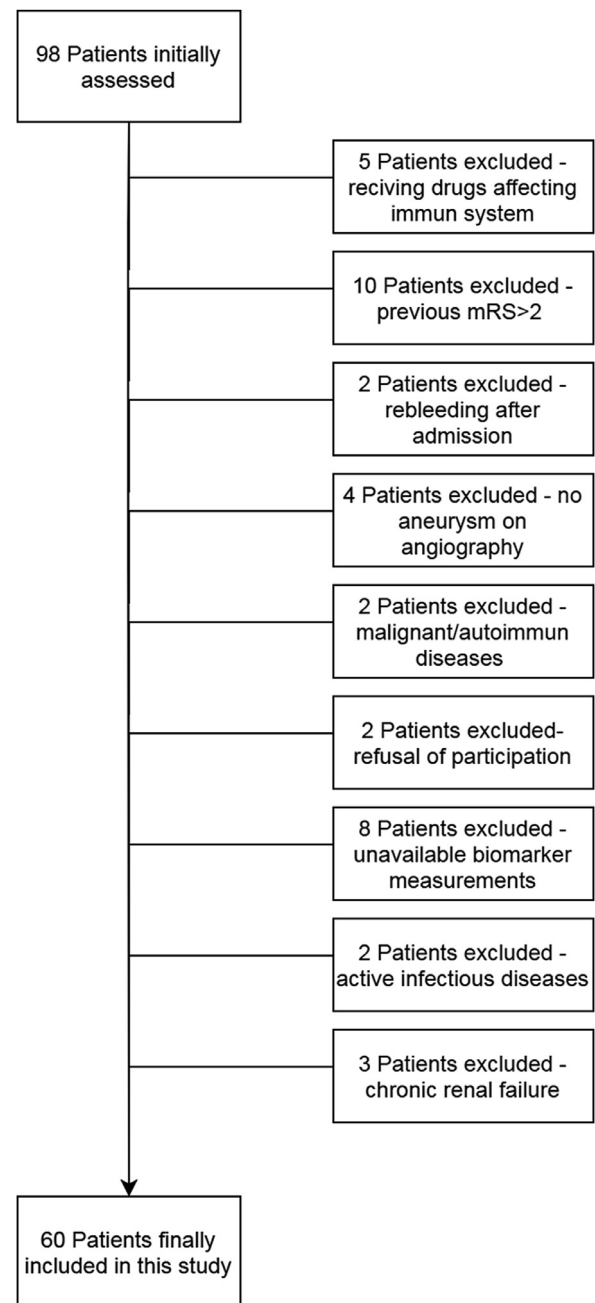 98 Patients initially
assessed
5 Patients excluded -
reciving drugs affecting
immun system
10 Patients excluded -
previous mRS>2
2 Patients excluded -
rebleeding after
admission
4 Patients excluded - no
aneurysm on
angiography
2 Patients excluded -
malignant/autoimmun
diseases
2 Patients excluded-
refusal of participation
8 Patients excluded -
unavailable biomarker
measurements
2 Patients excluded -
active infectious diseases
3 Patients excluded -
chronic renal failure
60 Patients finally
included in this study